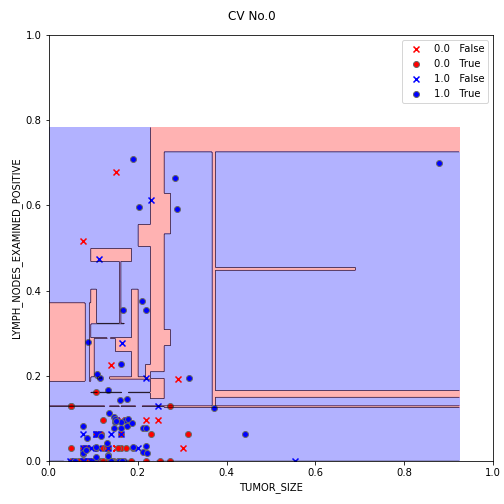 CV No.0
1.0
0.8
0.6
0.4
0.2
0.0
LYMPH_NODES_EXAMINED_POSITIVE
0.0 False
0.0 True
1.0 False
1.0 True
0.0 0.2 0.4 0.6 0.8 1.0
TUMOR_SIZE